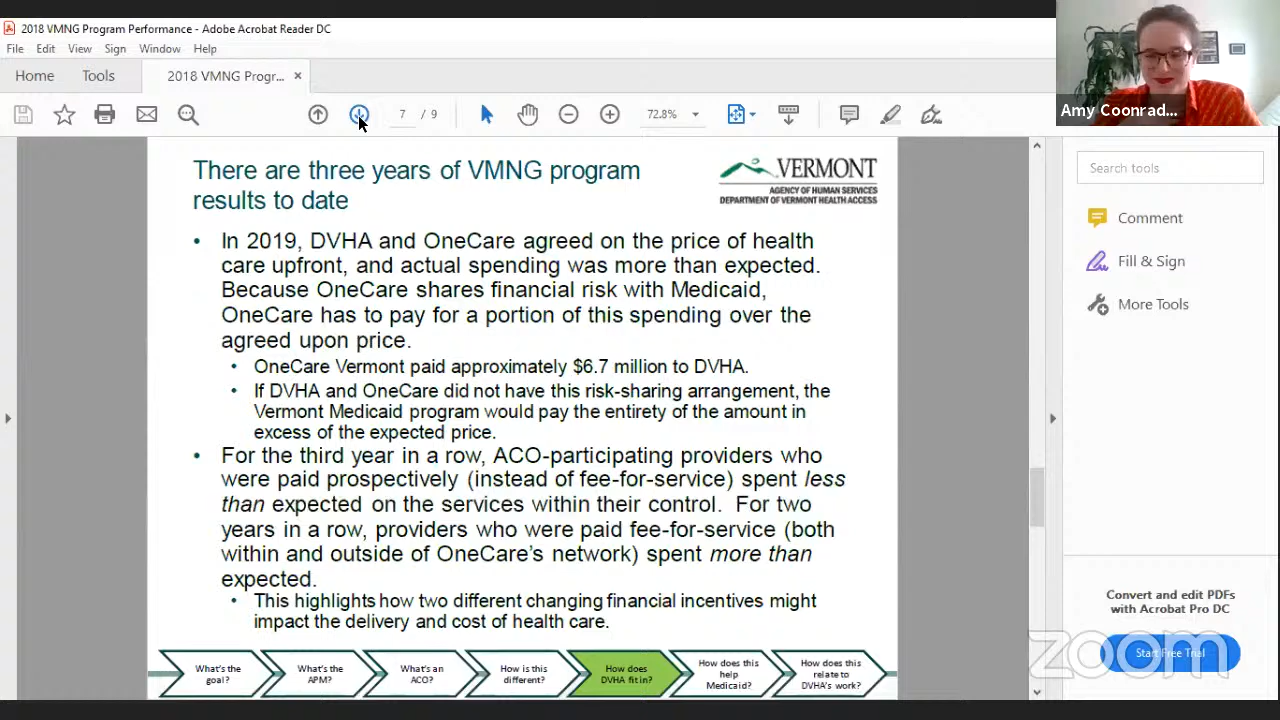 2018 VMNG Program Performance - Adobe Acrobat Reader DC
File Edit View Sign Window Help
Home Tools 2018 VMNG Progr... ×
7 / 9 72.8%
Amy Coonrad...
There are three years of VMNG program
results to date
VERMONT
AGENCY OF HUMAN SERVICES
DEPARTMENT OF VERMONT HEALTH ACCESS
• In 2019, DVHA and OneCare agreed on the price of health
care upfront, and actual spending was more than expected.
Because OneCare shares financial risk with Medicaid,
OneCare has to pay for a portion of this spending over the
agreed upon price.
• OneCare Vermont paid approximately $6.7 million to DVHA.
• If DVHA and OneCare did not have this risk-sharing arrangement, the
Vermont Medicaid program would pay the entirety of the amount in
excess of the expected price.
• For the third year in a row, ACO-participating providers who
were paid prospectively (instead of fee-for-service) spent less
than expected on the services within their control. For two
years in a row, providers who were paid fee-for-service (both
within and outside of OneCare's network) spent more than
expected.
• This highlights how two different changing financial incentives might
impact the delivery and cost of health care.
What's the
goal?
What's the
APM?
What's an
ACO?
How is this
different?
How does
DVHA fit in?
How does this
help
Medicaid?
How does this
relate to
DVHA's work?
Search tools
Comment
Fill & Sign
More Tools
Convert and edit PDFs
with Acrobat Pro DC
Start Free Trial
zoom